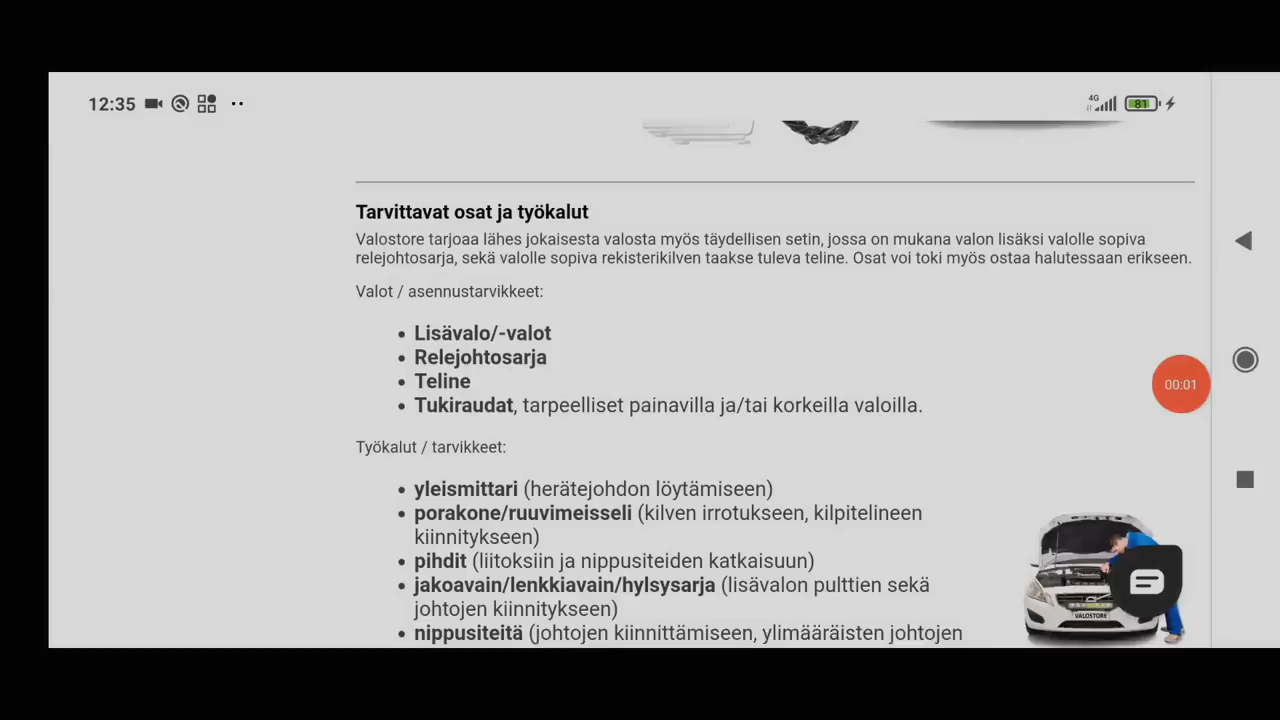 12:35
4G
81
Tarvittavat osat ja työkalut
Valostore tarjoaa lähes jokaisesta valosta myös täydellisen setin, jossa on mukana valon lisäksi valolle sopiva
relejohtosarja, sekä valolle sopiva rekisterikilven taakse tuleva teline. Osat voi toki myös ostaa halutessaan erikseen.
Valot / asennustarvikkeet:
• Lisävalo/-valot
• Relejohtosarja
• Teline
• Tukiraudat, tarpeelliset painavilla ja/tai korkeilla valoilla.
00:01
Työkalut / tarvikkeet:
• yleismittari (herätejohdon löytämiseen)
• porakone/ruuvimeisseli (kilven irrotukseen, kilpitelineen
kiinnitykseen)
• pihdit (liitoksiin ja nippusiteiden katkaisuun)
• jakoavain/lenkkiavain/hylsysarja (lisävalon pulttien sekä
johtojen kiinnitykseen)
• nippusiteitä (johtojen kiinnittämiseen, ylimääräisten johtojen
VALOSTORE